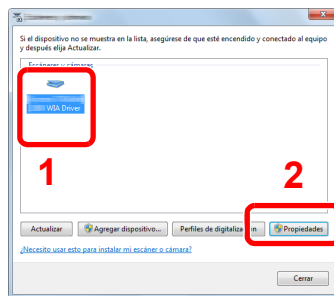 Si el dispositivo no se muestra en la lista, asegúrese de que esté encendido y conectado al equipo
y después elija Actualizar.
Escáneres y cámaras
WIA Driver
1
2
Actualizar
Agregar dispositivo...
Perfiles de digitaliza ón
Propiedades
¿Necesito usar esto para instalar mi escáner o cámara?
Cerrar